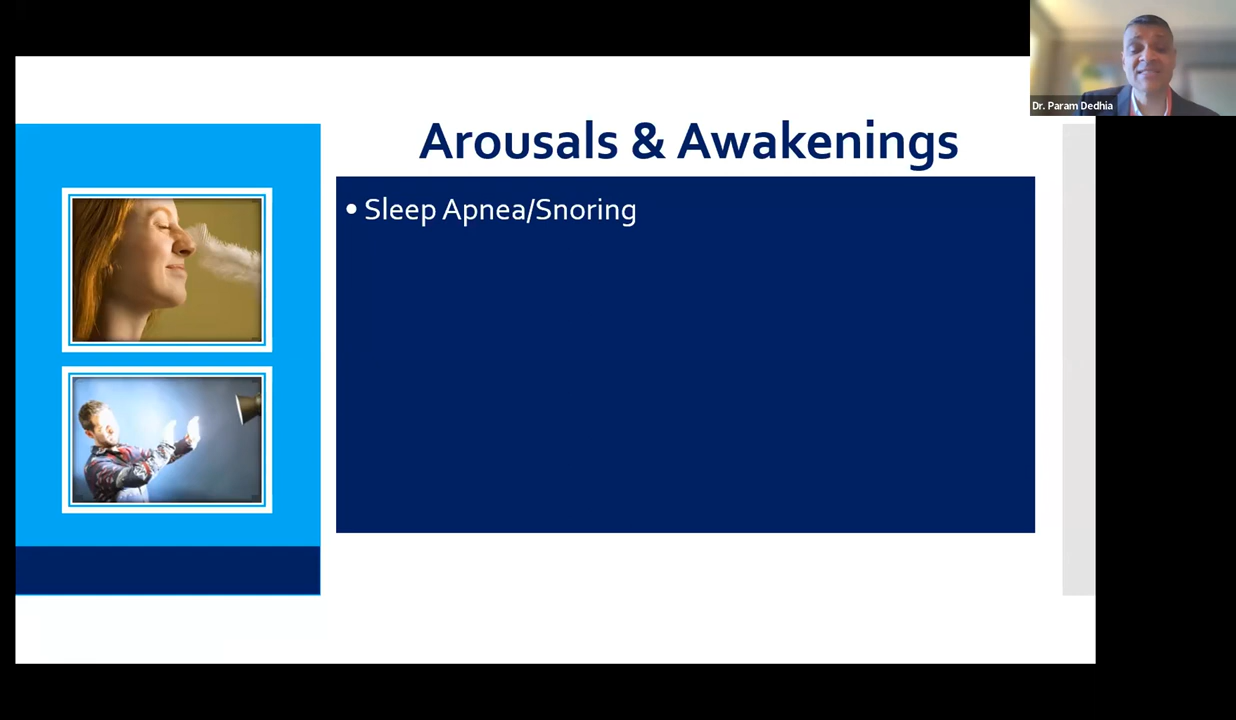 Dr. Param Dedhia
Arousals & Awakenings
• Sleep Apnea/Snoring